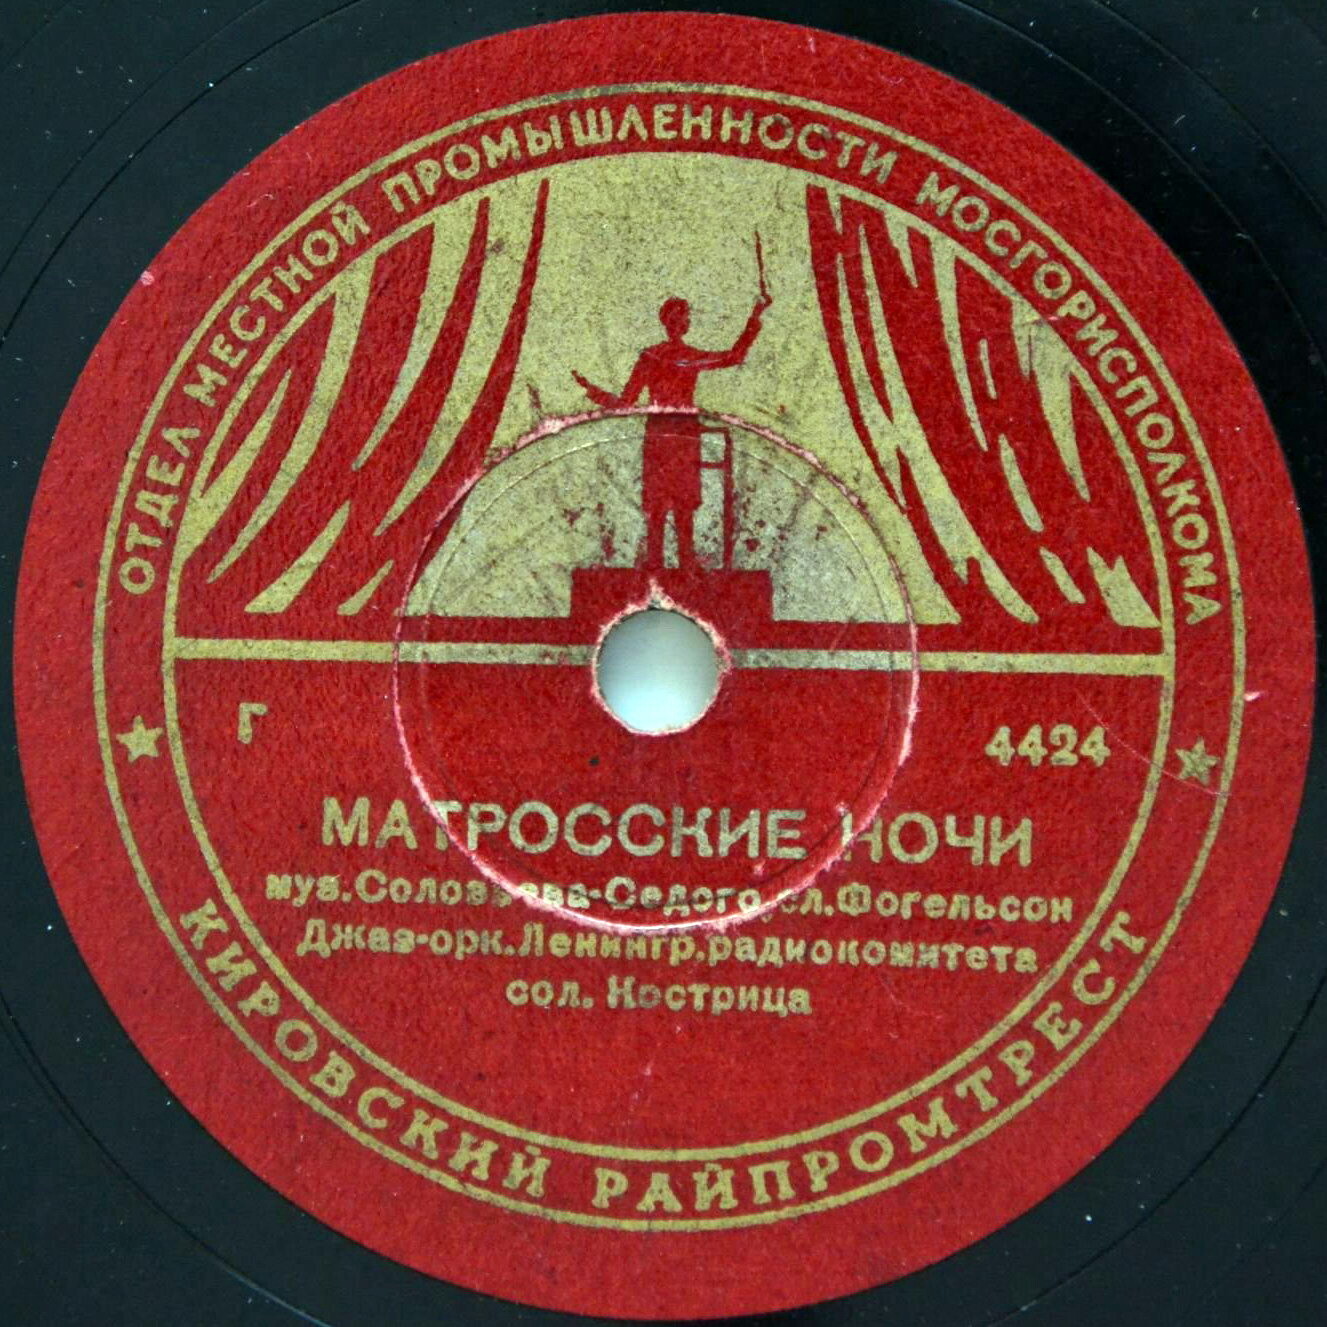 ОТДЕЛ МЕСТНОЙ ПРОМЫШЛЕННОСТИ МОСГОРИСПОЛКОМА
Г
4424
МАТРОССКИЕ НОЧИ
муз.Соловьева-Седого,сл.Фогельсон
Джаз-орк.Ленингр.радиокомитета
сол. Кострица
КИРОВСКИЙ РАЙПРОМТРЕСТ